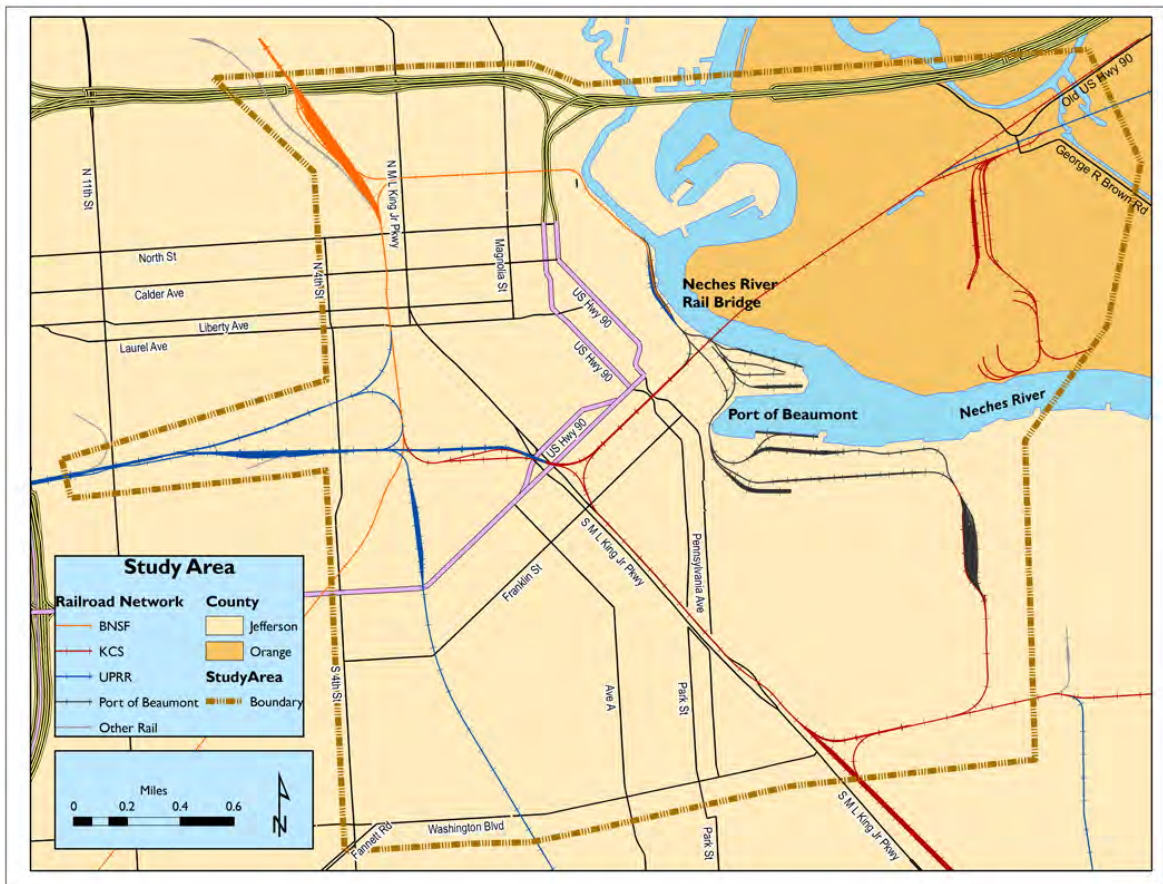 Old US Hwy 90
George R Brown Rd
N 11th St
N M L King Jr Pkwy
Magnolia St
North St
N 4th St
Calder Ave
Liberty Ave
Laurel Ave
US Hwy 90
US Hwy 90
US Hwy 90
Neches River
Rail Bridge
Port of Beaumont
Neches River
S M L King Jr Pkwy
Pennsylvania Ave
Franklin St
S 4th St
Ave A
Park St
Park St
S M L King Jr Pkwy
Washington Blvd
Fannett Rd
Study Area
Railroad Network
BNSF
KCS
UPRR
Port of Beaumont
Other Rail
County
Jefferson
Orange
StudyArea
Boundary
Miles
0 0.2 0.4 0.6
N